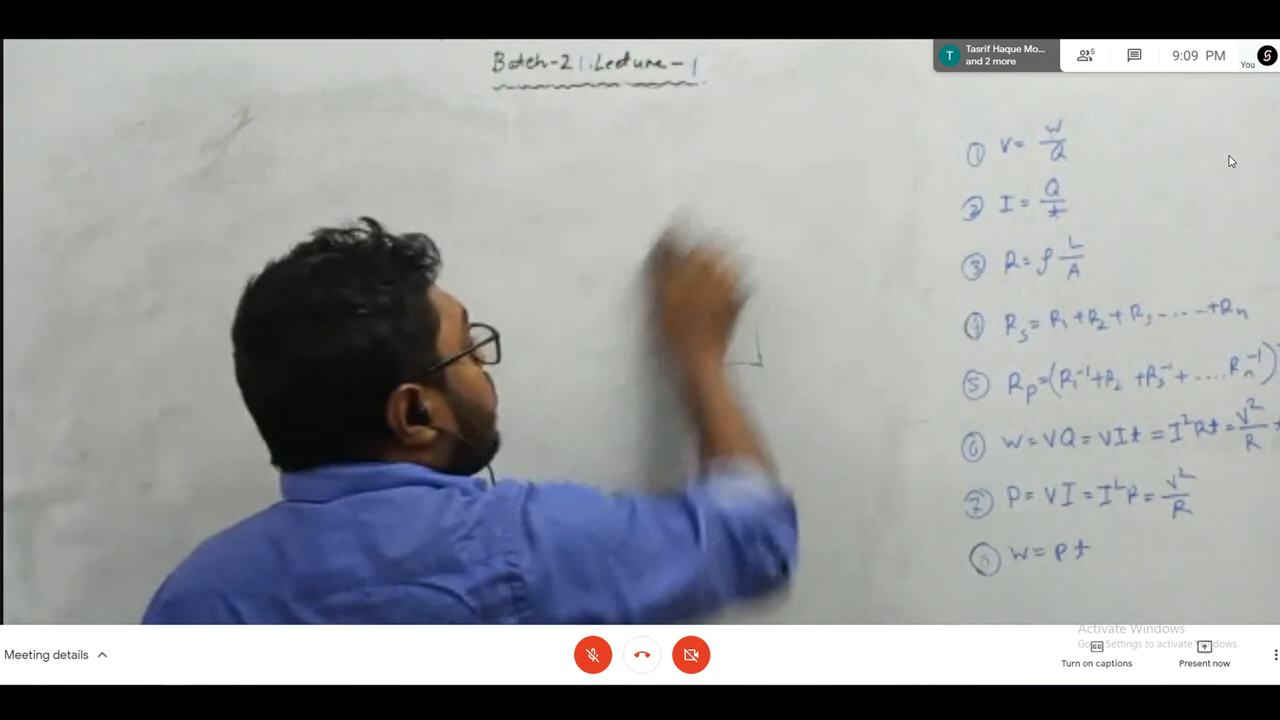 Batch-21.Lecture-1
Tasrif Haque Mo...
and 2 more
5
9:09 PM
You
T
① V = W/Q
② I = Q/t
③ R = ρ L/A
④ Rs = R₁ + R₂ + R₃ - ... - + Rn
⑤ Rp = (R₁⁻¹ + R₂ + R₃⁻¹ + .... Rn⁻¹)
⑥ W = VQ = VIt = I²Rt = V²/R
⑦ P = VI = I²R = V²/R
⑧ W = Pt
Activate Windows
Go to Settings to activate Windows.
Meeting details
Turn on captions
Present now